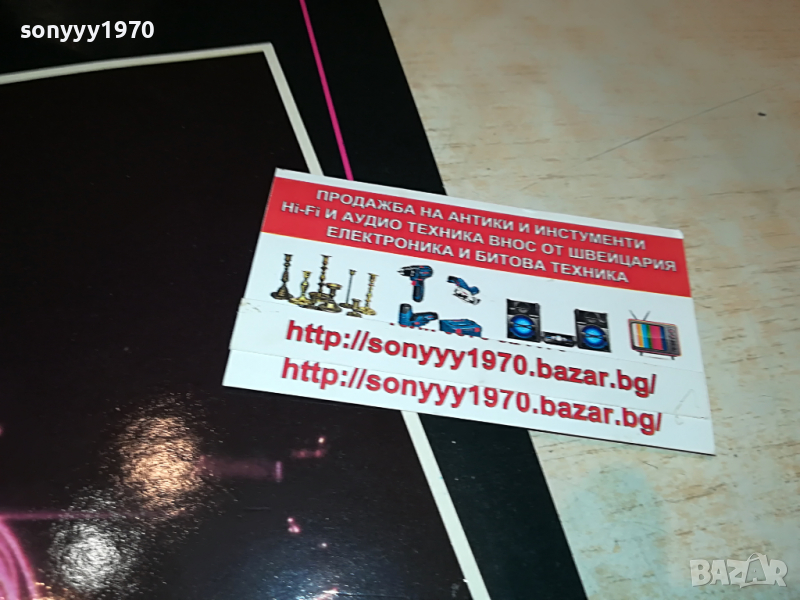 sonyyy1970
ПРОДАЖБА НА АНТИКИ И ИНСТУМЕНТИ
Hi-Fi И АУДИО ТЕХНИКА ВНОС ОТ ШВЕИЦАРИЯ
ЕЛЕКТРОНИКА И БИТОВА ТЕХНИКА
http://sonyyy1970.bazar.bg/
http://sonyyy1970.bazar.bg/
BAZAR